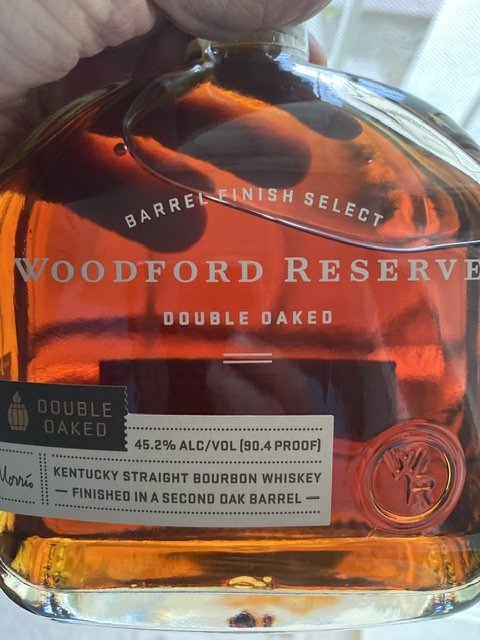 BARREL FINISH SELECT
WOODFORD RESERVE
DOUBLE OAKED
DOUBLE
OAKED
45.2% ALC/VOL (90.4 PROOF)
Morris
KENTUCKY STRAIGHT BOURBON WHISKEY
— FINISHED IN A SECOND OAK BARREL —
WR